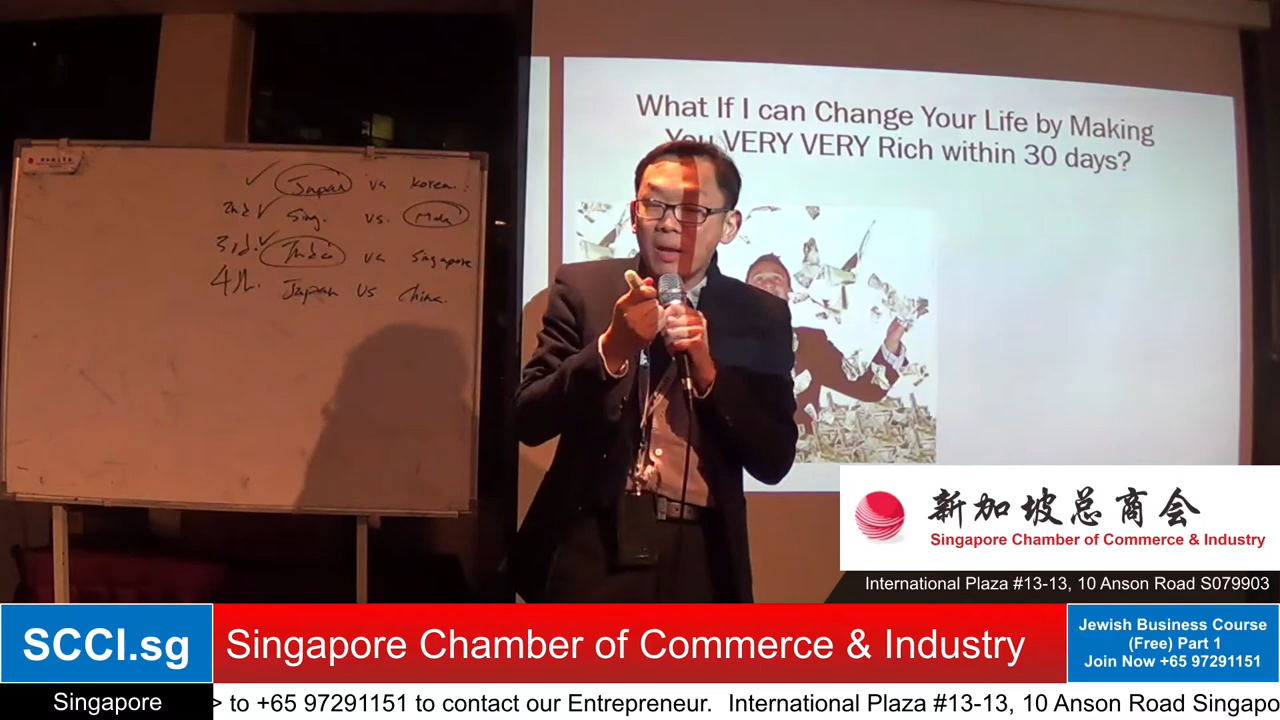 What If I can Change Your Life by Making
You VERY VERY Rich within 30 days?
✓ Japan vs Korea.
2nd ✓ Sing. vs.
3rd. ✓ India vs Singapore
4th. Japan VS China.
新加坡总商会
Singapore Chamber of Commerce & Industry
International Plaza #13-13, 10 Anson Road S079903
SCCI.sg
Singapore Chamber of Commerce & Industry
Jewish Business Course
(Free) Part 1
Join Now +65 97291151
Singapore
> to +65 97291151 to contact our Entrepreneur. International Plaza #13-13, 10 Anson Road Singapo